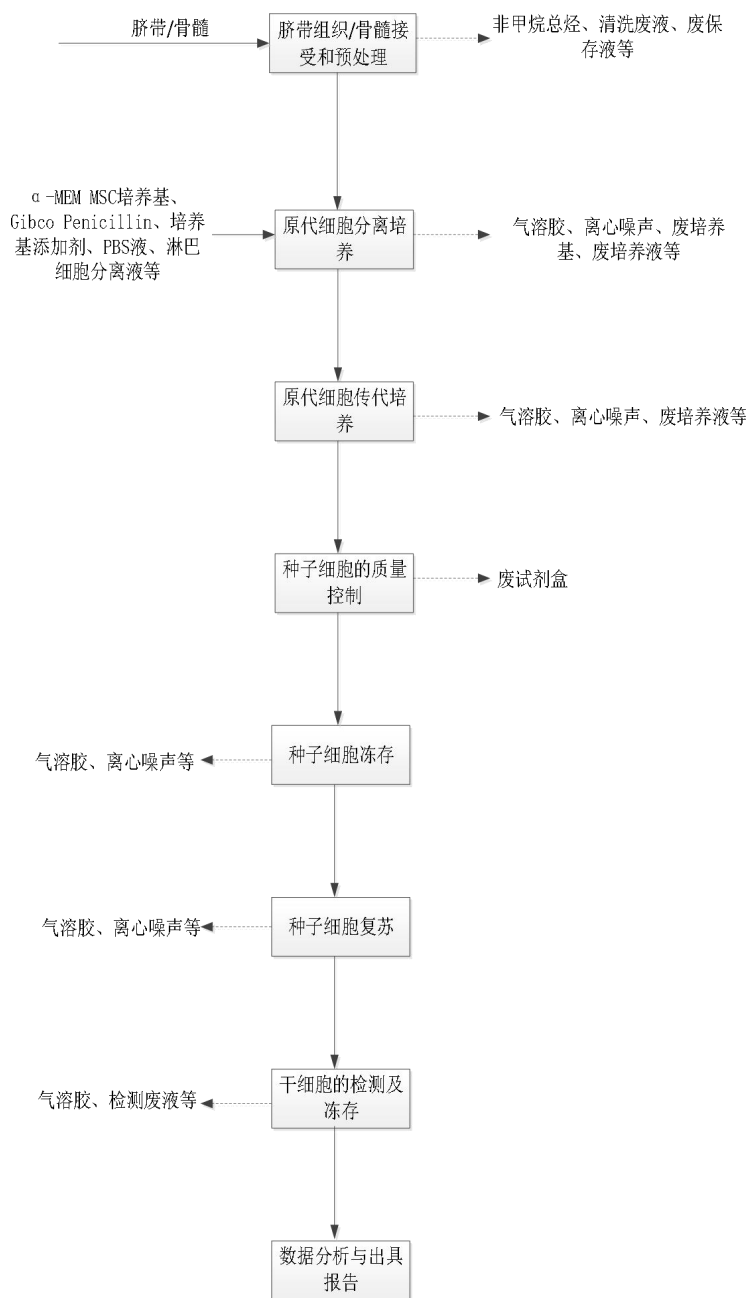 脐带/骨髓
脐带组织/骨髓接
受和预处理
非甲烷总烃、清洗废液、废保
存液等
α-MEM MSC培养基、
Gibco Penicillin、培养
基添加剂、PBS液、淋巴
细胞分离液等
原代细胞分离培
养
气溶胶、离心噪声、废培养
基、废培养液等
原代细胞传代培
养
气溶胶、离心噪声、废培养液等
种子细胞的质量
控制
废试剂盒
气溶胶、离心噪声等
种子细胞冻存
气溶胶、离心噪声等
种子细胞复苏
气溶胶、检测废液等
干细胞的检测及
冻存
数据分析与出具
报告